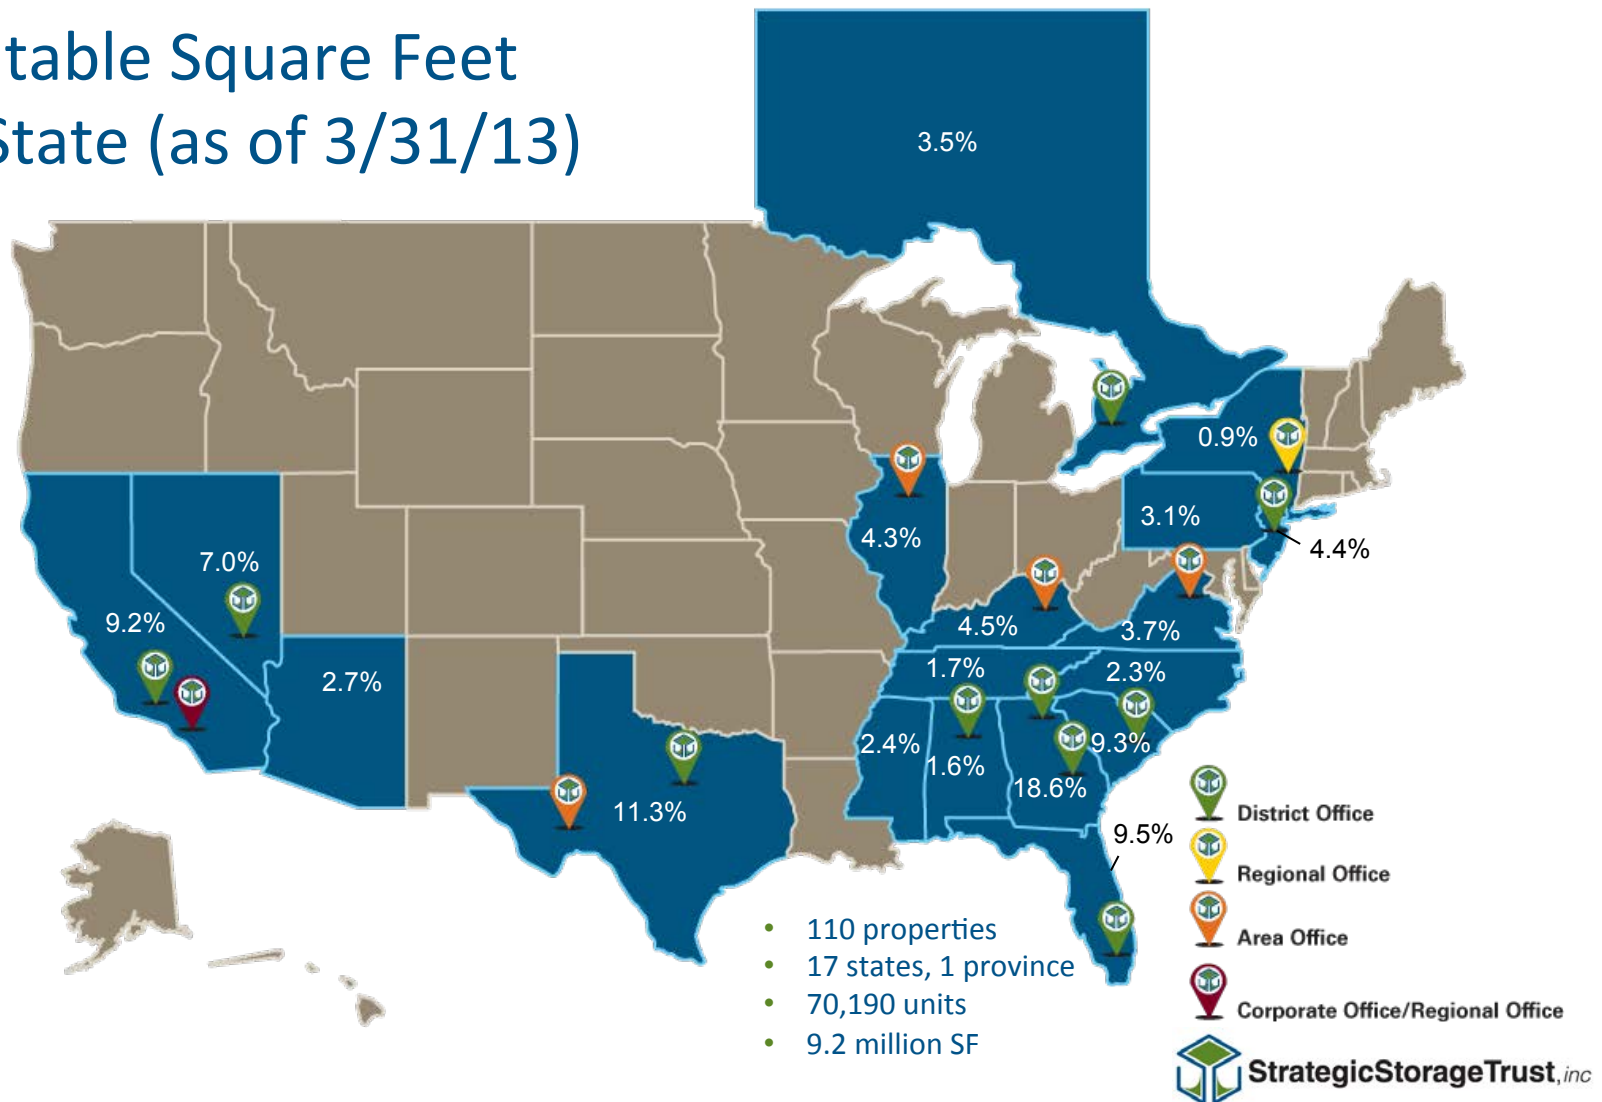 table Square Feet
State (as of 3/31/13)
3.5%
0.9%
3.1%
4.4%
4.3%
7.0%
9.2%
4.5%
3.7%
1.7%
2.3%
2.7%
2.4%
1.6%
9.3%
18.6%
11.3%
9.5%
District Office
Regional Office
Area Office
Corporate Office/Regional Office
• 110 properties
• 17 states, 1 province
• 70,190 units
• 9.2 million SF
StrategicStorageTrust, inc